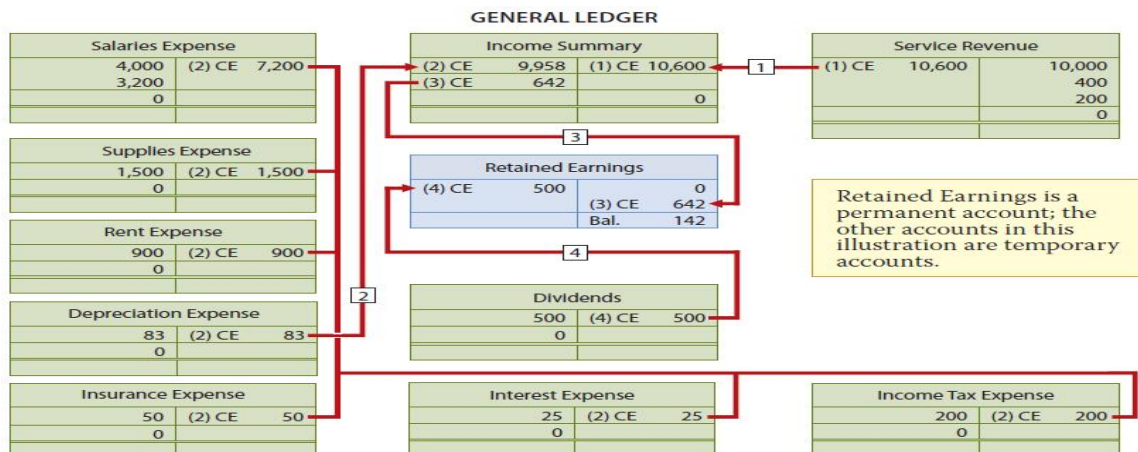 GENERAL LEDGER
Salaries Expense
4,000 (2) CE 7,200
3,200
0
Supplies Expense
1,500 (2) CE 1,500
0
Rent Expense
900 (2) CE 900
0
Depreciation Expense
83 (2) CE 83
0
Insurance Expense
50 (2) CE 50
0
2
Income Summary
(2) CE 9,958 (1) CE 10,600
(3) CE 642
0
3
Retained Earnings
(4) CE 500 0
(3) CE 642
Bal. 142
4
Dividends
500 (4) CE 500
0
Interest Expense
25 (2) CE 25
0
1
Service Revenue
(1) CE 10,600 10,000
400
200
0
Retained Earnings is a
permanent account; the
other accounts in this
illustration are temporary
accounts.
Income Tax Expense
200 (2) CE 200
0